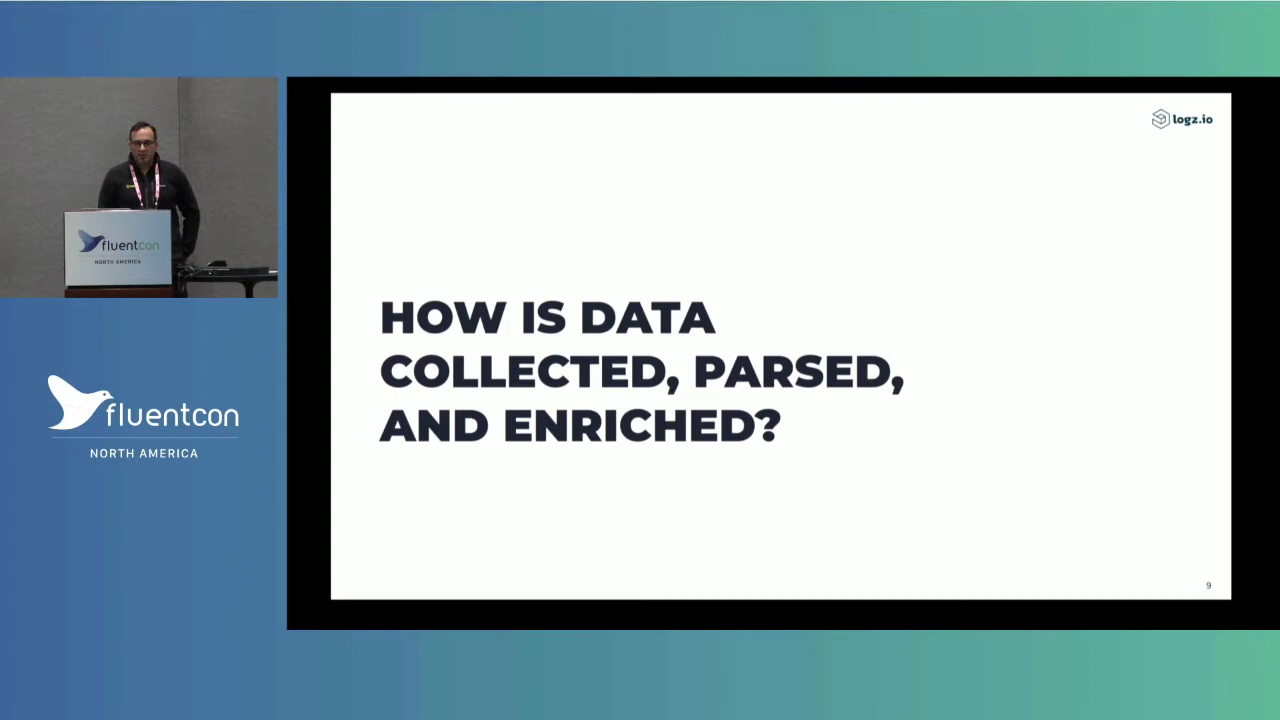 logz.io
HOW IS DATA
COLLECTED, PARSED,
AND ENRICHED?
9
fluentcon
NORTH AMERICA
fluentcon
NORTH AMERICA